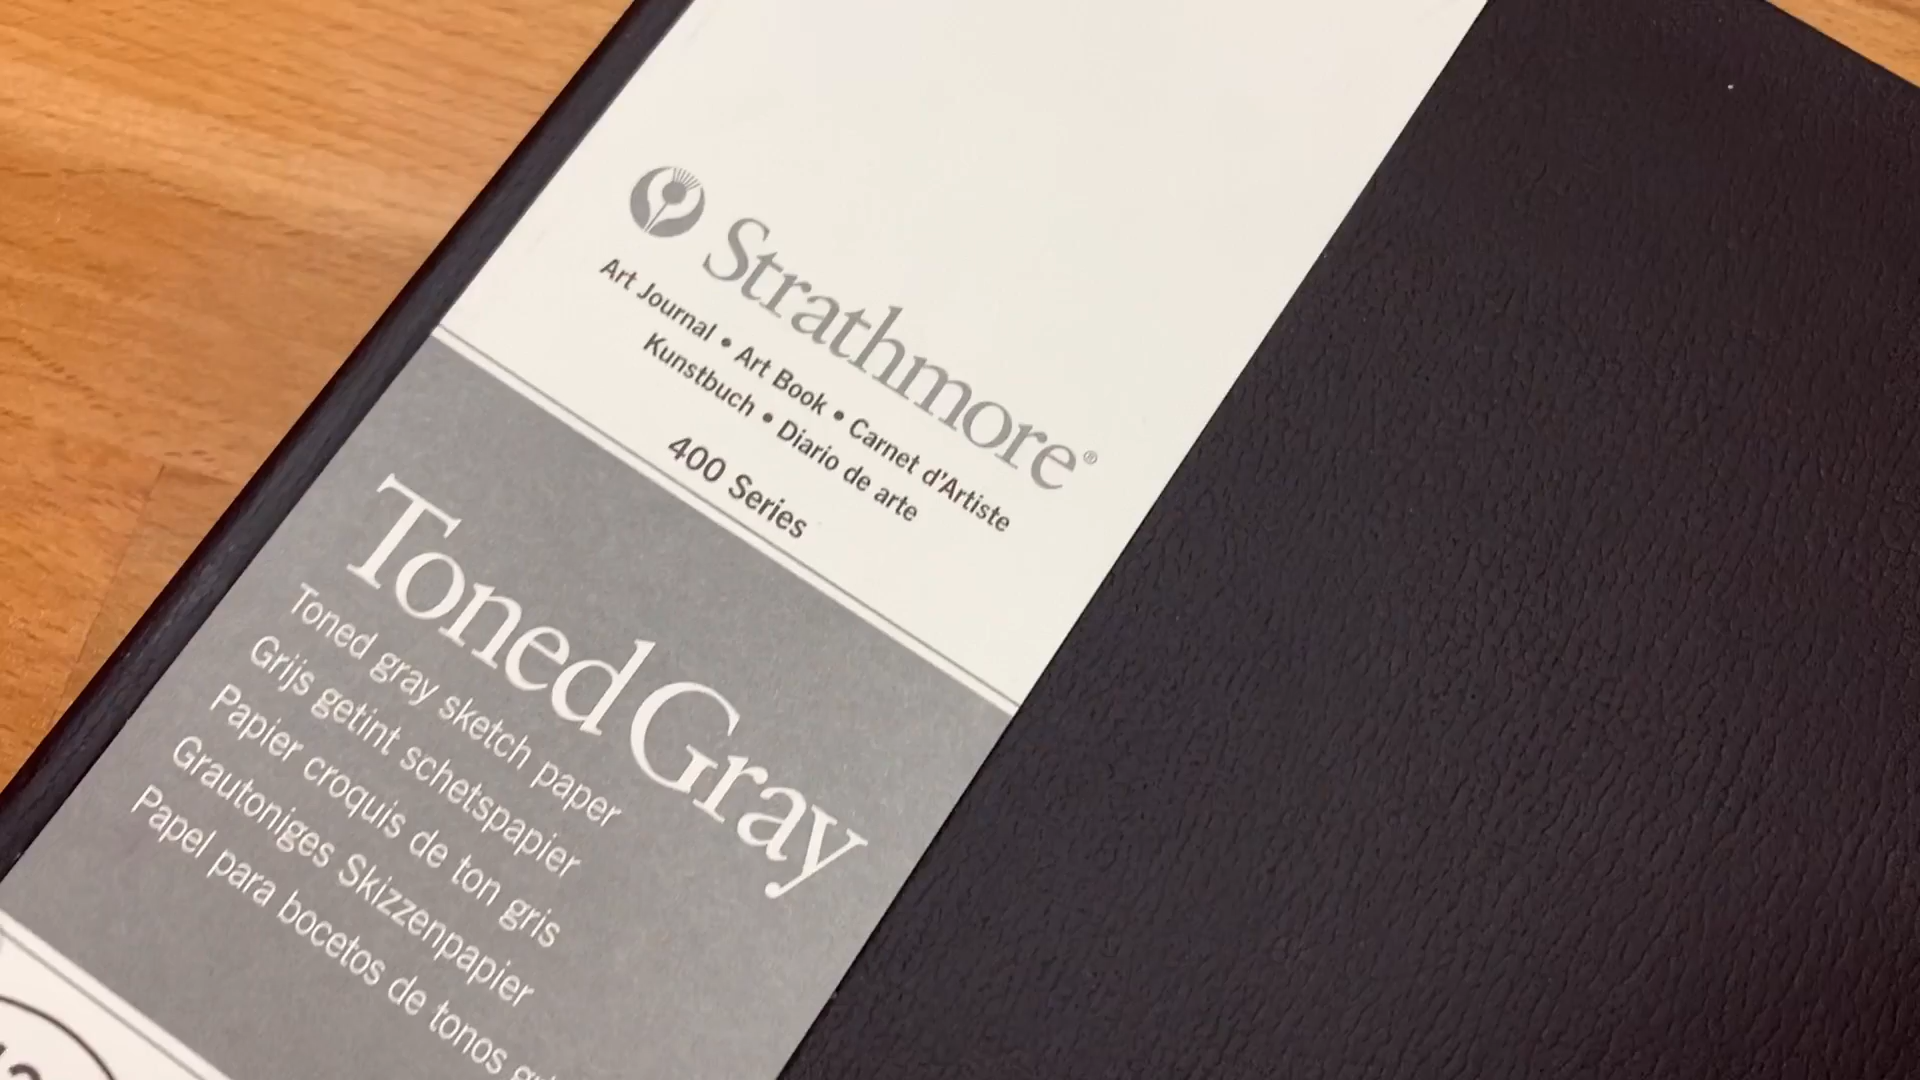 Strathmore®
Art Journal • Art Book • Carnet d'Artiste
Kunstbuch • Diario de arte
400 Series
Toned Gray
Toned gray sketch paper
Grijs getint schetspapier
Papier croquis de ton gris
Grautoniges Skizzenpapier
Papel para bocetos de tonos